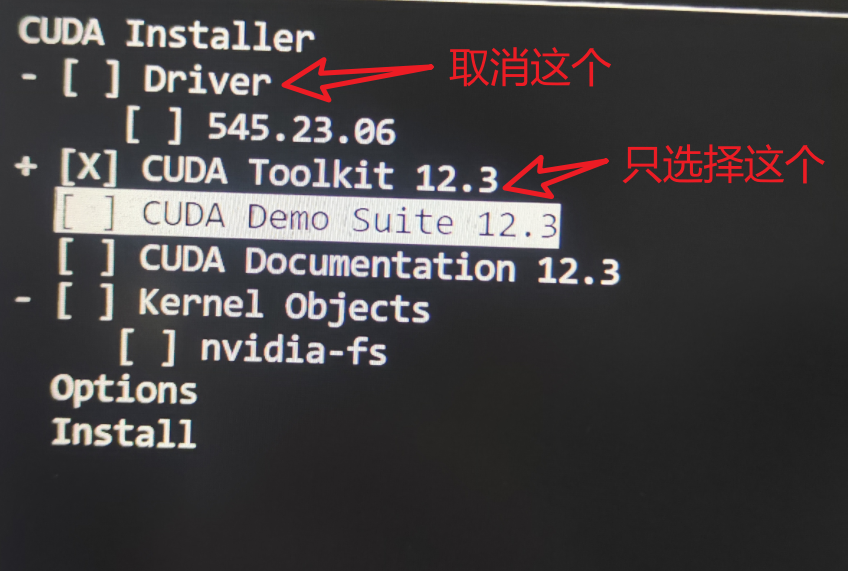 CUDA Installer
- [ ] Driver
取消这个
[ ] 545.23.06
+ [X] CUDA Toolkit 12.3
只选择这个
[ ] CUDA Demo Suite 12.3
[ ] CUDA Documentation 12.3
- [ ] Kernel Objects
[ ] nvidia-fs
Options
Install